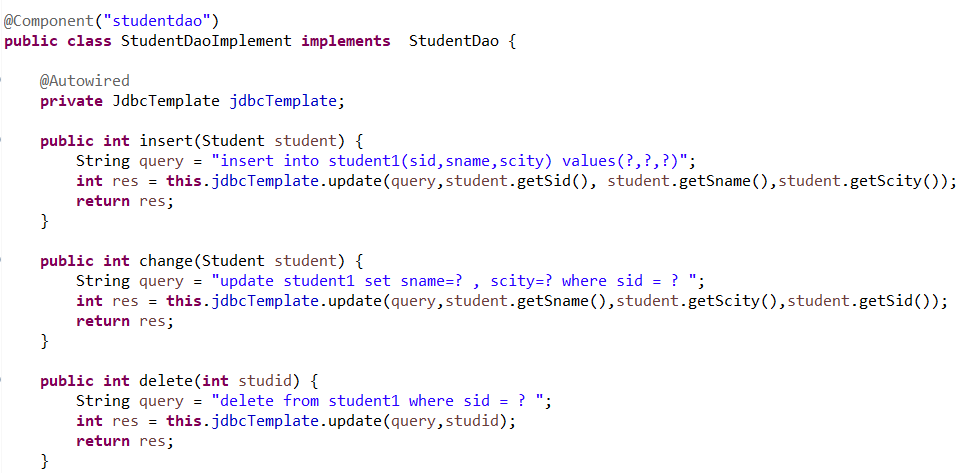 @Component("studentdao")
public class StudentDaoImplement implements  StudentDao {
@Autowired
private JdbcTemplate jdbcTemplate;
public int insert(Student student) {
String query = "insert into student1(sid,sname,scity) values(?,?,?)";
int res = this.jdbcTemplate.update(query,student.getSid(), student.getSname(),student.getScity());
return res;
}
public int change(Student student) {
String query = "update student1 set sname=? , scity=? where sid = ? ";
int res = this.jdbcTemplate.update(query,student.getSname(),student.getScity(),student.getSid());
return res;
}
public int delete(int studid) {
String query = "delete from student1 where sid = ? ";
int res = this.jdbcTemplate.update(query,studid);
return res;
}